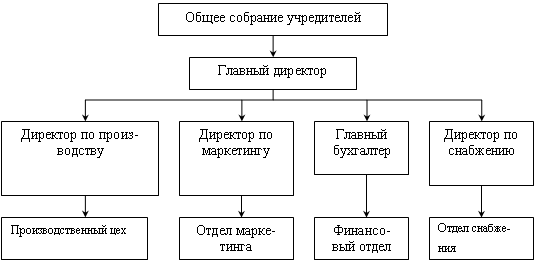 Общее собрание учредителей
Главный директор
Директор по произ-
водству
Директор по
маркетингу
Главный
бухгалтер
Директор по
снабжению
Производственный цех
Отдел марке-
тинга
Финансо-
вый отдел
Отдел снабже-
ния